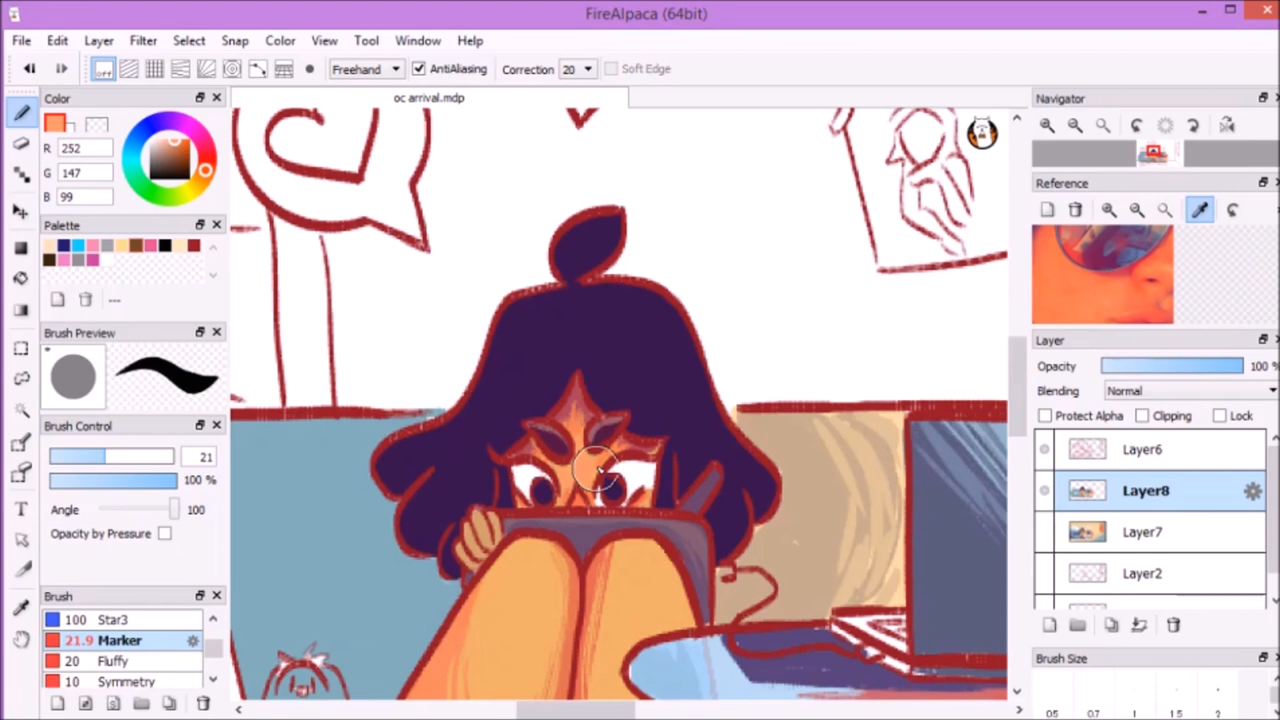 FireAlpaca (64bit)
File Edit Layer Filter Select Snap Color View Tool Window Help
off Freehand AntiAliasing Correction 20 Soft Edge
Color
oc arrival.mdp
Navigator
R 252
G 147
B 99
Reference
Palette
Brush Preview
Layer
Opacity 100 %
Blending Normal
Protect Alpha Clipping Lock
Brush Control
21
100 %
Angle 100
Opacity by Pressure
Layer6
Layer8
Layer7
Layer2
Brush
100 Star3
21.9 Marker
20 Fluffy
10 Symmetry
Brush Size
0.5 0.7 1 1.5 2